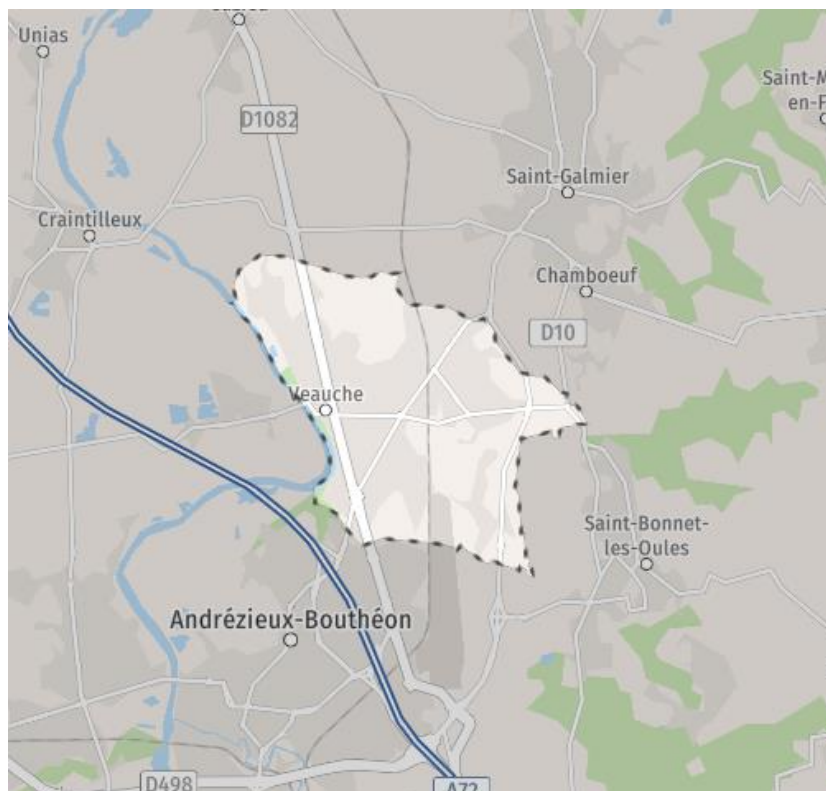 Unias
D1082
Saint-Galmier
Craintilleux
Chamboeuf
D10
Veauche
Saint-Bonnet-
les-Oules
Andrézieux-Bouthéon
D498
A72